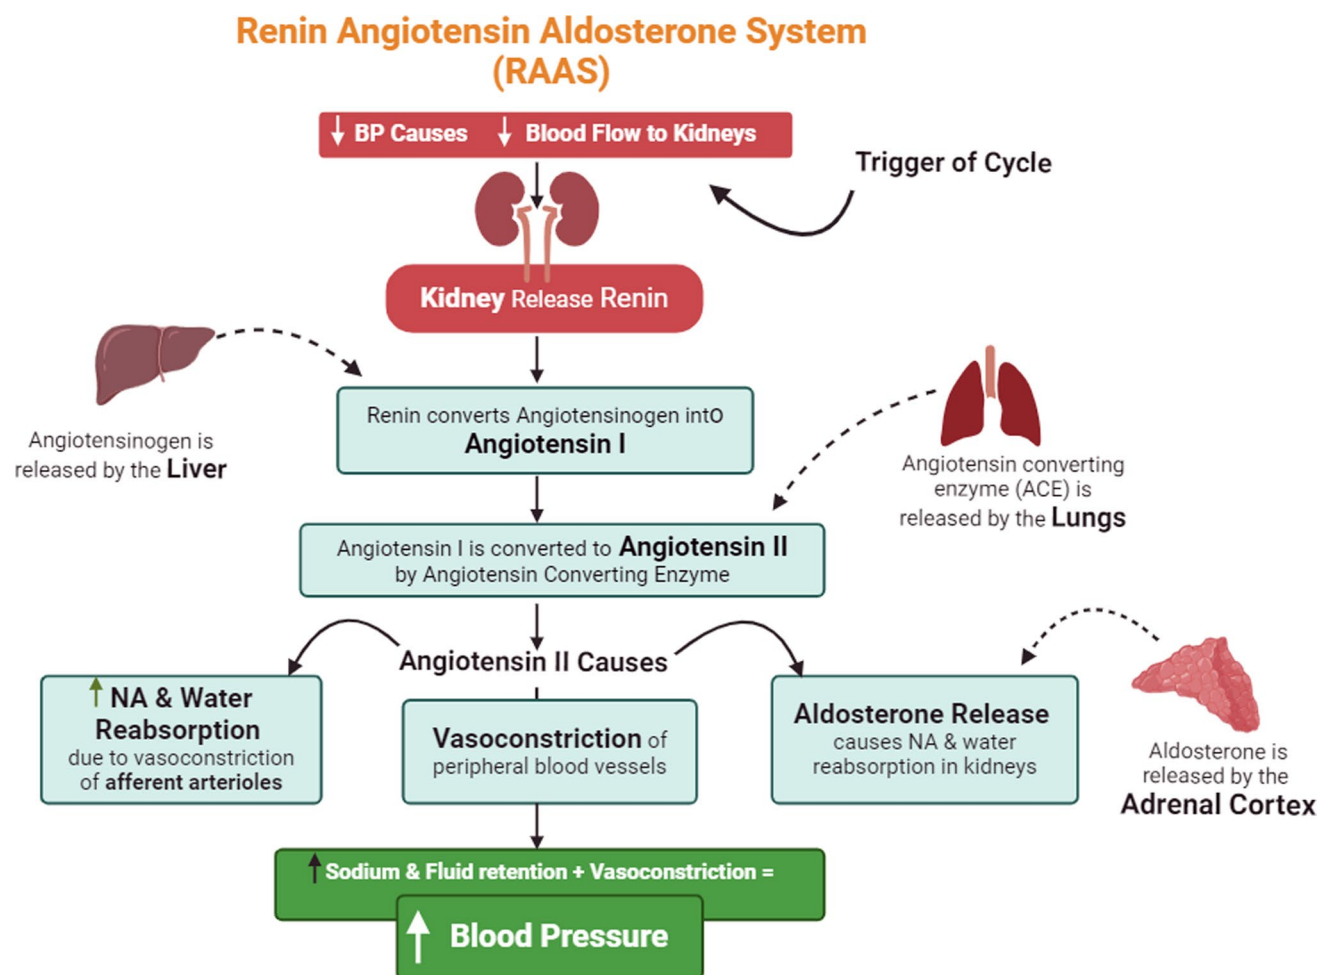 Renin Angiotensin Aldosterone System
(RAAS)
↓ BP Causes ↓ Blood Flow to Kidneys
Trigger of Cycle
Kidney Release Renin
Angiotensinogen is
released by the Liver
Renin converts Angiotensinogen intO
Angiotensin I
Angiotensin converting
enzyme (ACE) is
released by the Lungs
Angiotensin I is converted to Angiotensin II
by Angiotensin Converting Enzyme
Angiotensin II Causes
↑ NA & Water
Reabsorption
due to vasoconstriction
of afferent arterioles
Vasoconstriction of
peripheral blood vessels
Aldosterone Release
causes NA & water
reabsorption in kidneys
Aldosterone is
released by the
Adrenal Cortex
↑ Sodium & Fluid retention + Vasoconstriction =
↑ Blood Pressure